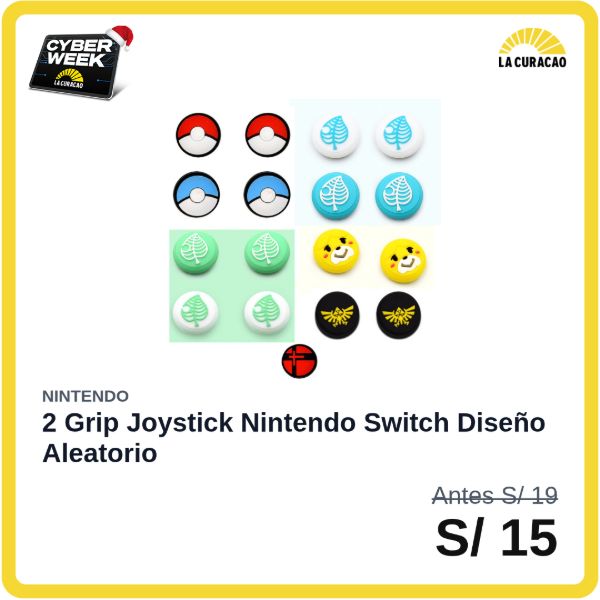 CYBER
WEEK
LA CURACAO
LA CURACAO
NINTENDO
2 Grip Joystick Nintendo Switch Diseño
Aleatorio
Antes S/ 19
S/ 15